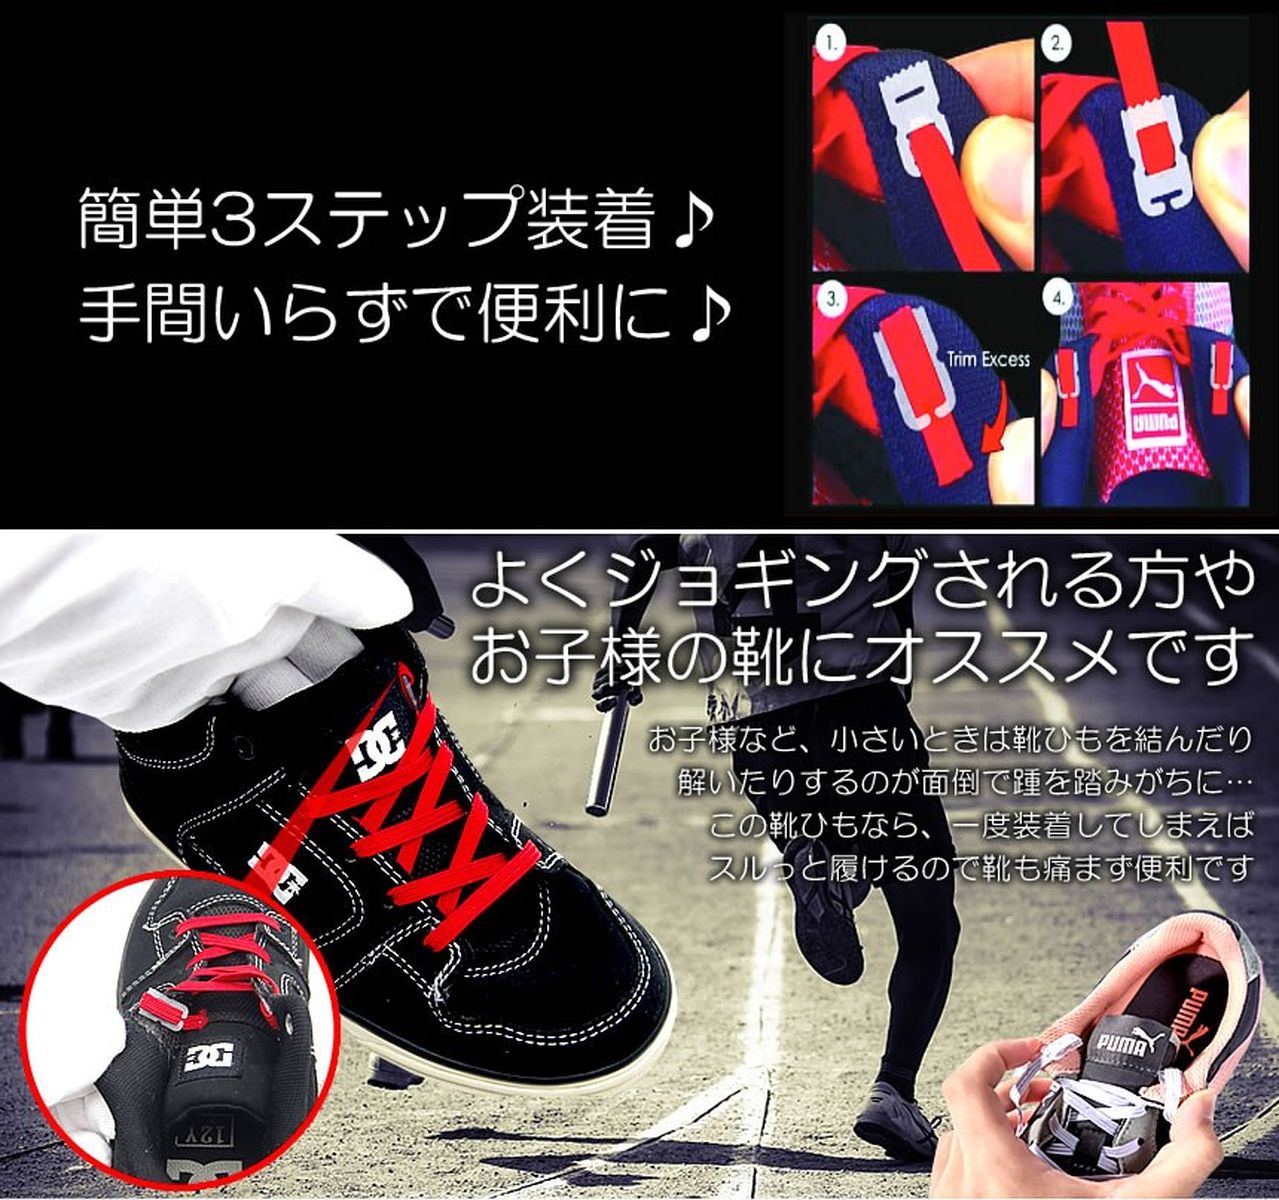 簡単3ステップ装着♪
手間いらずで便利に♪
1.
2.
3.
Trim Excess
4.
PUMA
よくジョギングされる方や
お子様の靴にオススメです
お子様など、小さいときは靴ひもを結んだり
解いたりするのが面倒で踵を踏みがちに…
この靴ひもなら、一度装着してしまえば
スルっと履けるので靴も痛まず便利です
DC
DC
DC
12Y
PUMA
PUMA